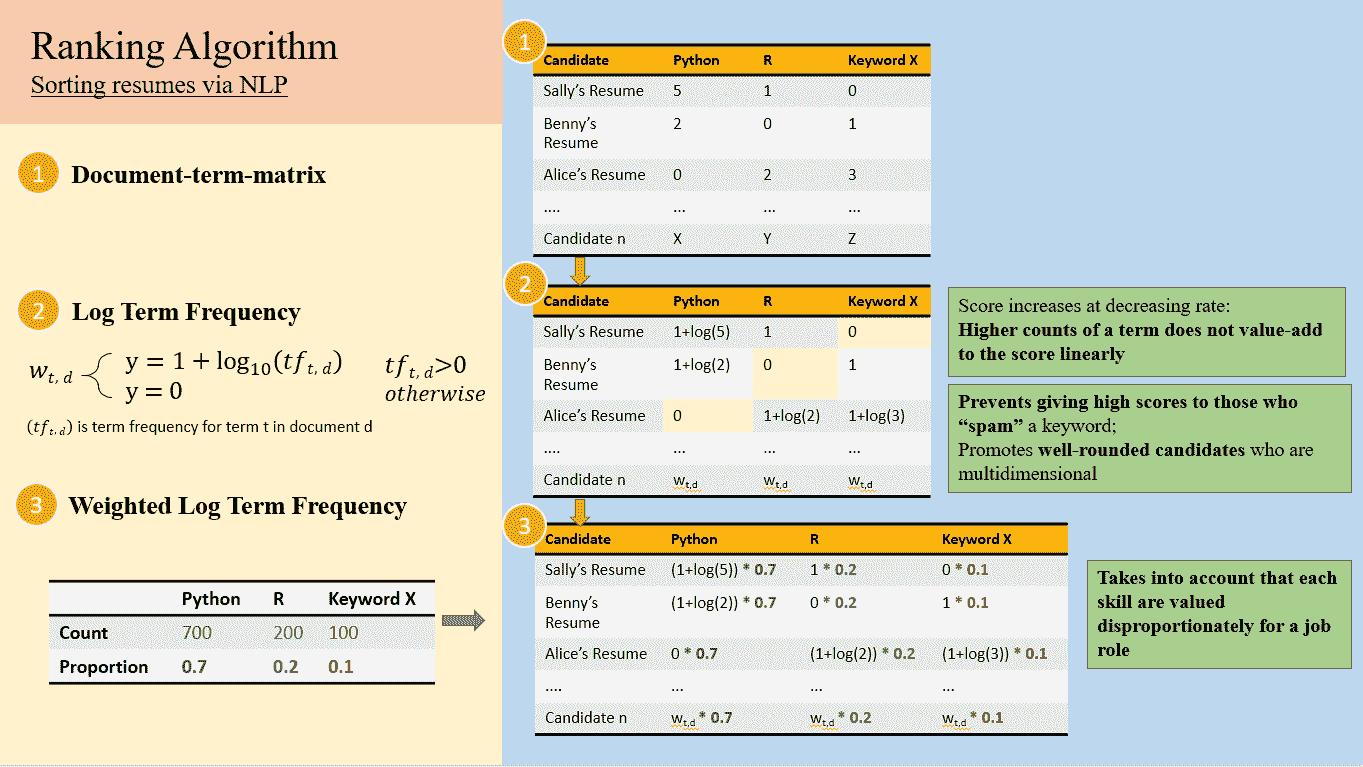 Ranking Algorithm
Sorting resumes via NLP
1 Document-term-matrix
2 Log Term Frequency
w_{t, d} { y = 1 + log_{10}(tf_{t, d}) tf_{t, d}>0
y = 0 otherwise
(tf_{t, d}) is term frequency for term t in document d
3 Weighted Log Term Frequency
Python R Keyword X
Count 700 200 100
Proportion 0.7 0.2 0.1
1
Candidate Python R Keyword X
Sally's Resume 5 1 0
Benny's
Resume 2 0 1
Alice's Resume 0 2 3
.... ... ... ...
Candidate n X Y Z
2
Candidate Python R Keyword X
Sally's Resume 1+log(5) 1 0
Benny's
Resume 1+log(2) 0 1
Alice's Resume 0 1+log(2) 1+log(3)
.... ... ... ...
Candidate n w_{t,d} w_{t,d} w_{t,d}
Score increases at decreasing rate:
Higher counts of a term does not value-add
to the score linearly
Prevents giving high scores to those who
“spam” a keyword;
Promotes well-rounded candidates who are
multidimensional
3
Candidate Python R Keyword X
Sally's Resume (1+log(5)) * 0.7 1 * 0.2 0 * 0.1
Benny's
Resume (1+log(2)) * 0.7 0 * 0.2 1 * 0.1
Alice's Resume 0 * 0.7 (1+log(2)) * 0.2 (1+log(3)) * 0.1
.... ... ... ...
Candidate n w_{t,d} * 0.7 w_{t,d} * 0.2 w_{t,d} * 0.1
Takes into account that each
skill are valued
disproportionately for a job
role